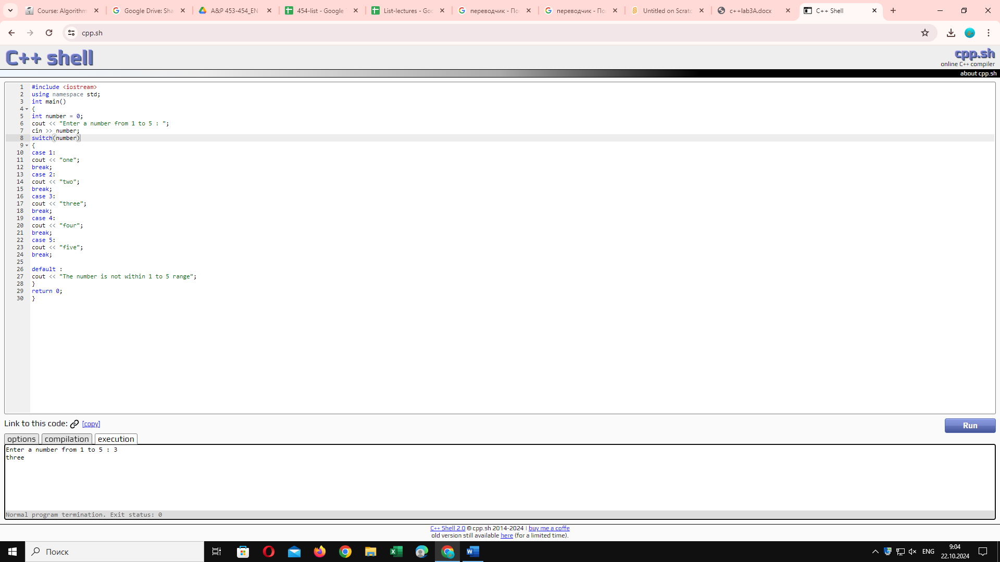 Course: Algorithm
Google Drive: Sha
A&P 453-454_EN
454-list - Google
List-lectures - Goo
переводчик - По
переводчик - По
Untitled on Scratc
c++lab3A.docx
C++ Shell
cpp.sh
C++ shell
cpp.sh
online C++ compiler
about cpp.sh
1 #include <iostream>
2 using namespace std;
3 int main()
4 {
5 int number = 0;
6 cout << "Enter a number from 1 to 5 : ";
7 cin >> number;
8 switch(number)
9 {
10 case 1:
11 cout << "one";
12 break;
13 case 2:
14 cout << "two";
15 break;
16 case 3:
17 cout << "three";
18 break;
19 case 4:
20 cout << "four";
21 break;
22 case 5:
23 cout << "five";
24 break;
25
26 default :
27 cout << "The number is not within 1 to 5 range";
28 }
29 return 0;
30 }
Link to this code: [copy]
Run
options compilation execution
Enter a number from 1 to 5 : 3
three
Normal program termination. Exit status: 0
C++ Shell 2.0 © cpp.sh 2014-2024 | buy me a coffe
old version still available here (for a limited time).
Поиск
ENG
9:04
22.10.2024